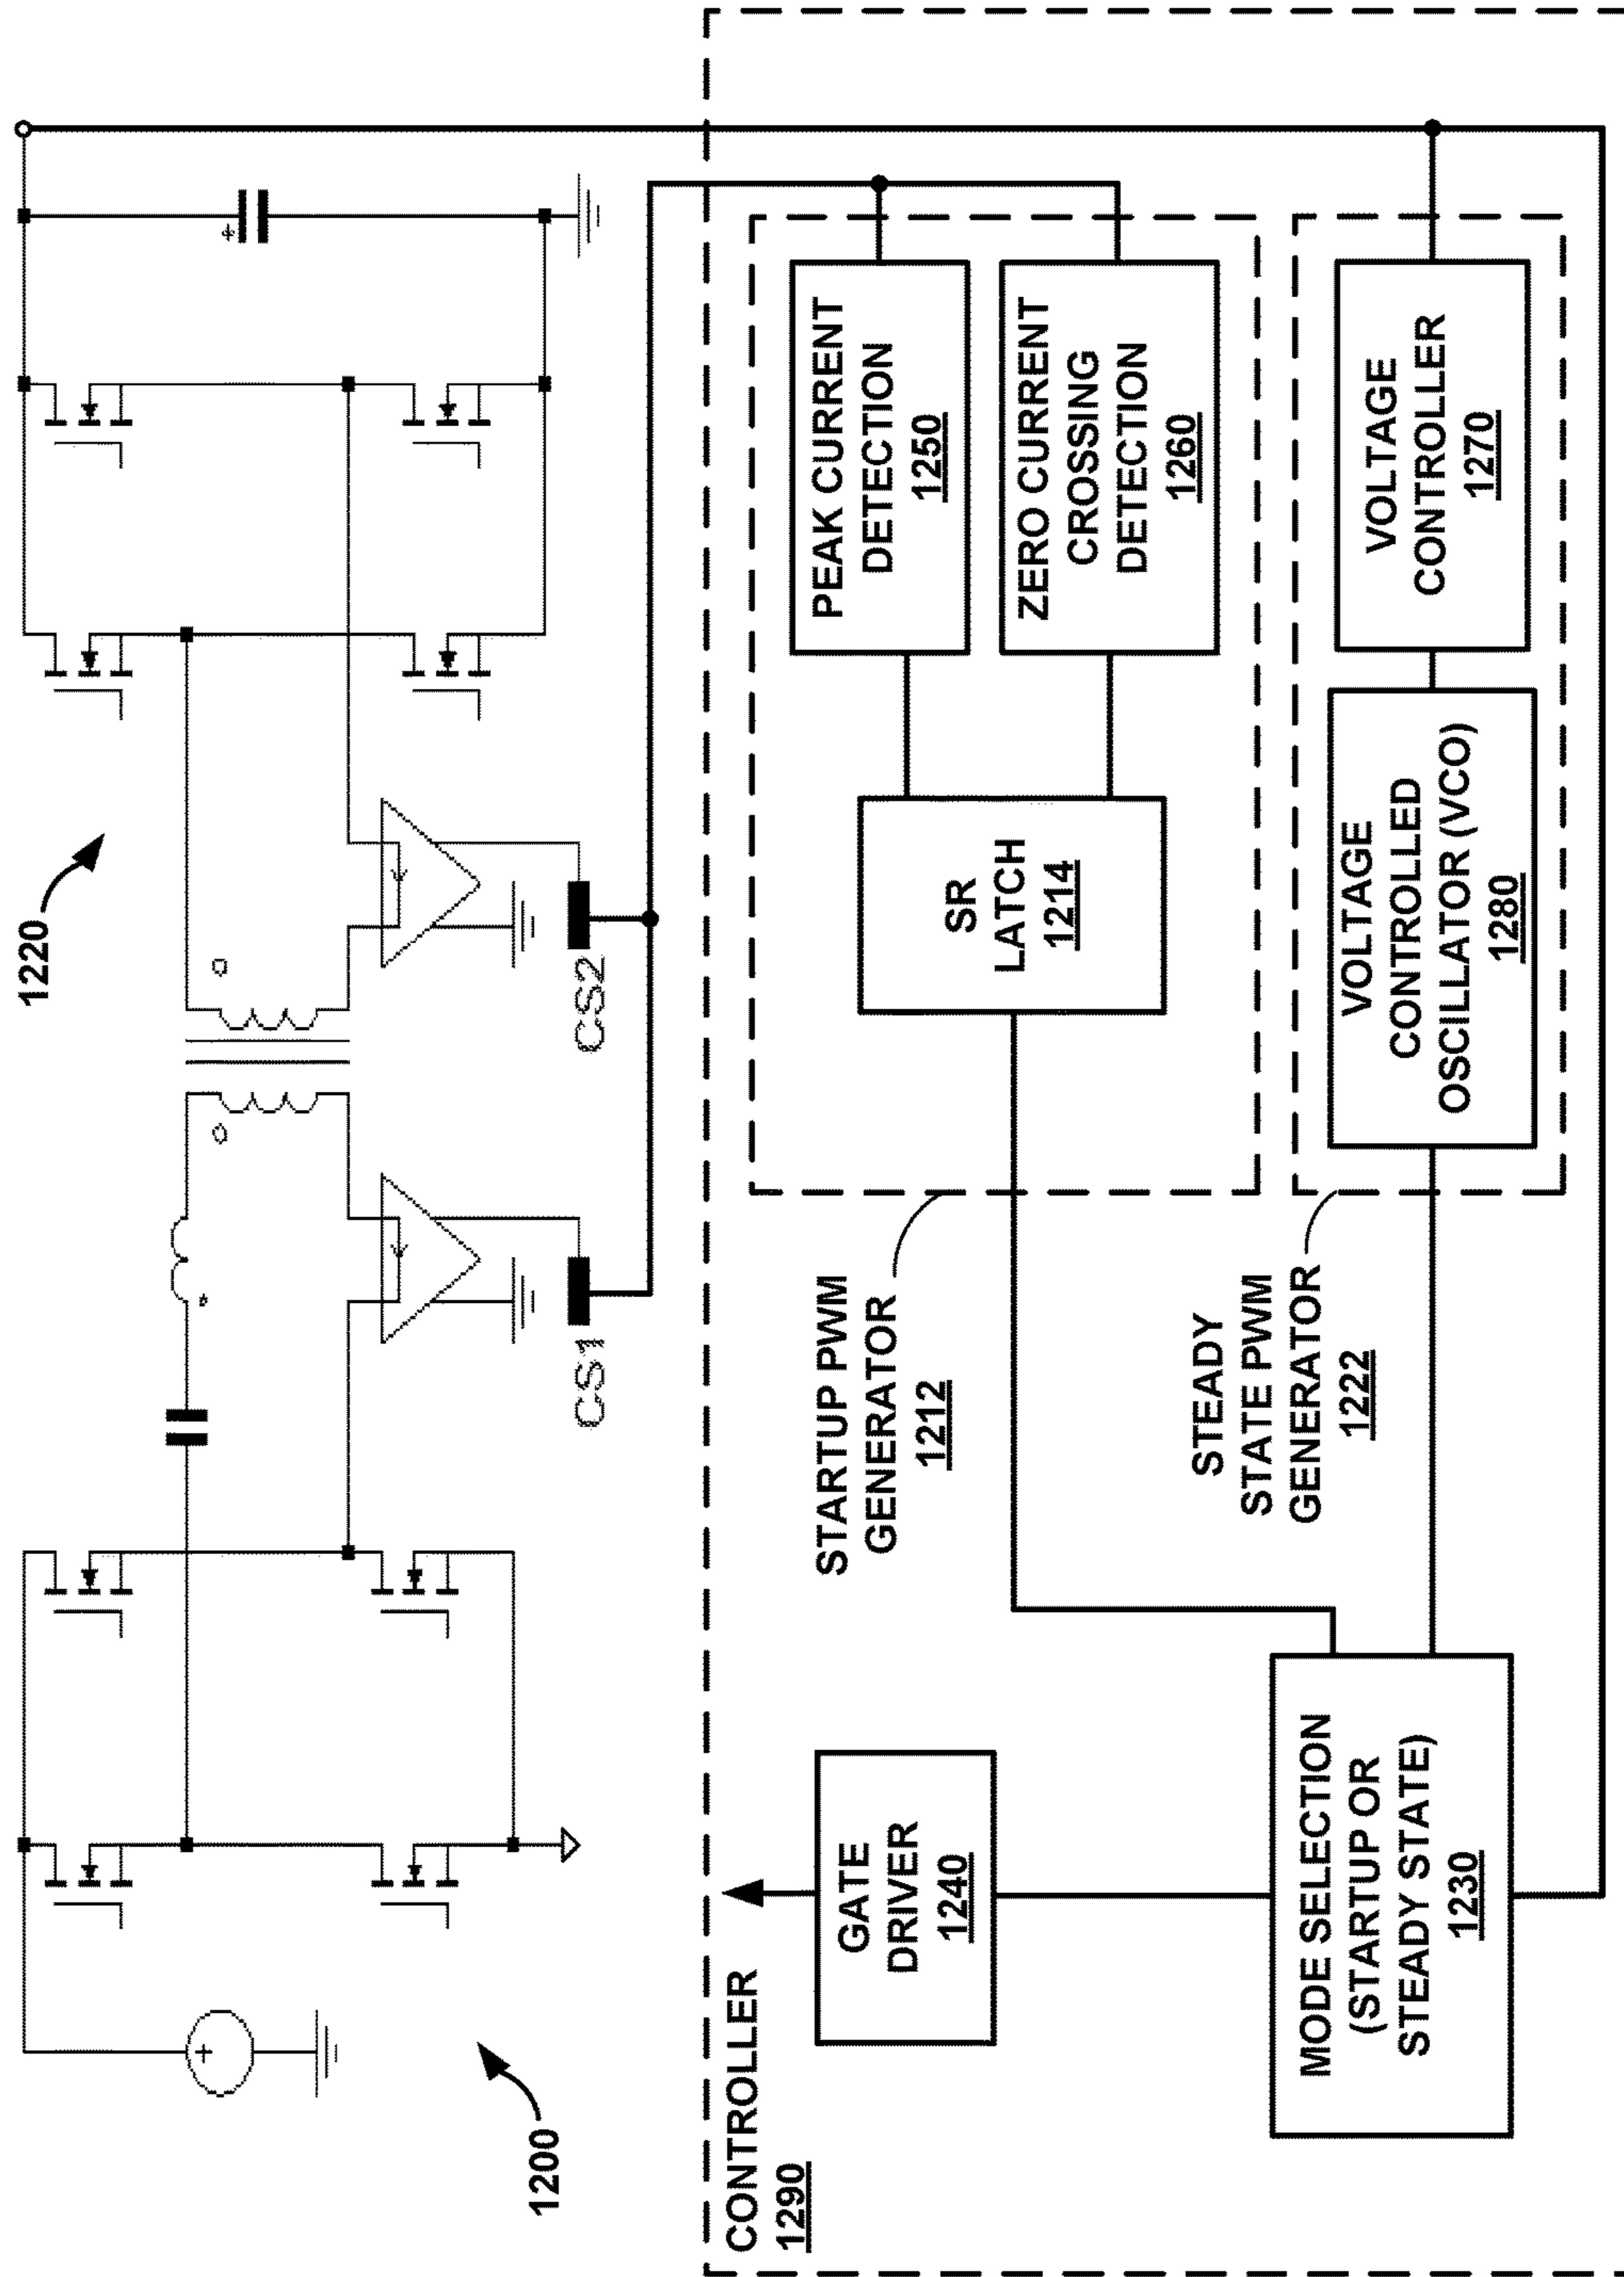 1220
1200
CS1
CS2
CONTROLLER
1290
GATE
DRIVER
1240
STARTUP PWM
GENERATOR
1212
SR
LATCH
1214
PEAK CURRENT
DETECTION
1250
ZERO CURRENT
CROSSING
DETECTION
1260
MODE SELECTION
(STARTUP OR
STEADY STATE)
1230
STEADY
STATE PWM
GENERATOR
1222
VOLTAGE
CONTROLLED
OSCILLATOR (VCO)
1280
VOLTAGE
CONTROLLER
1270